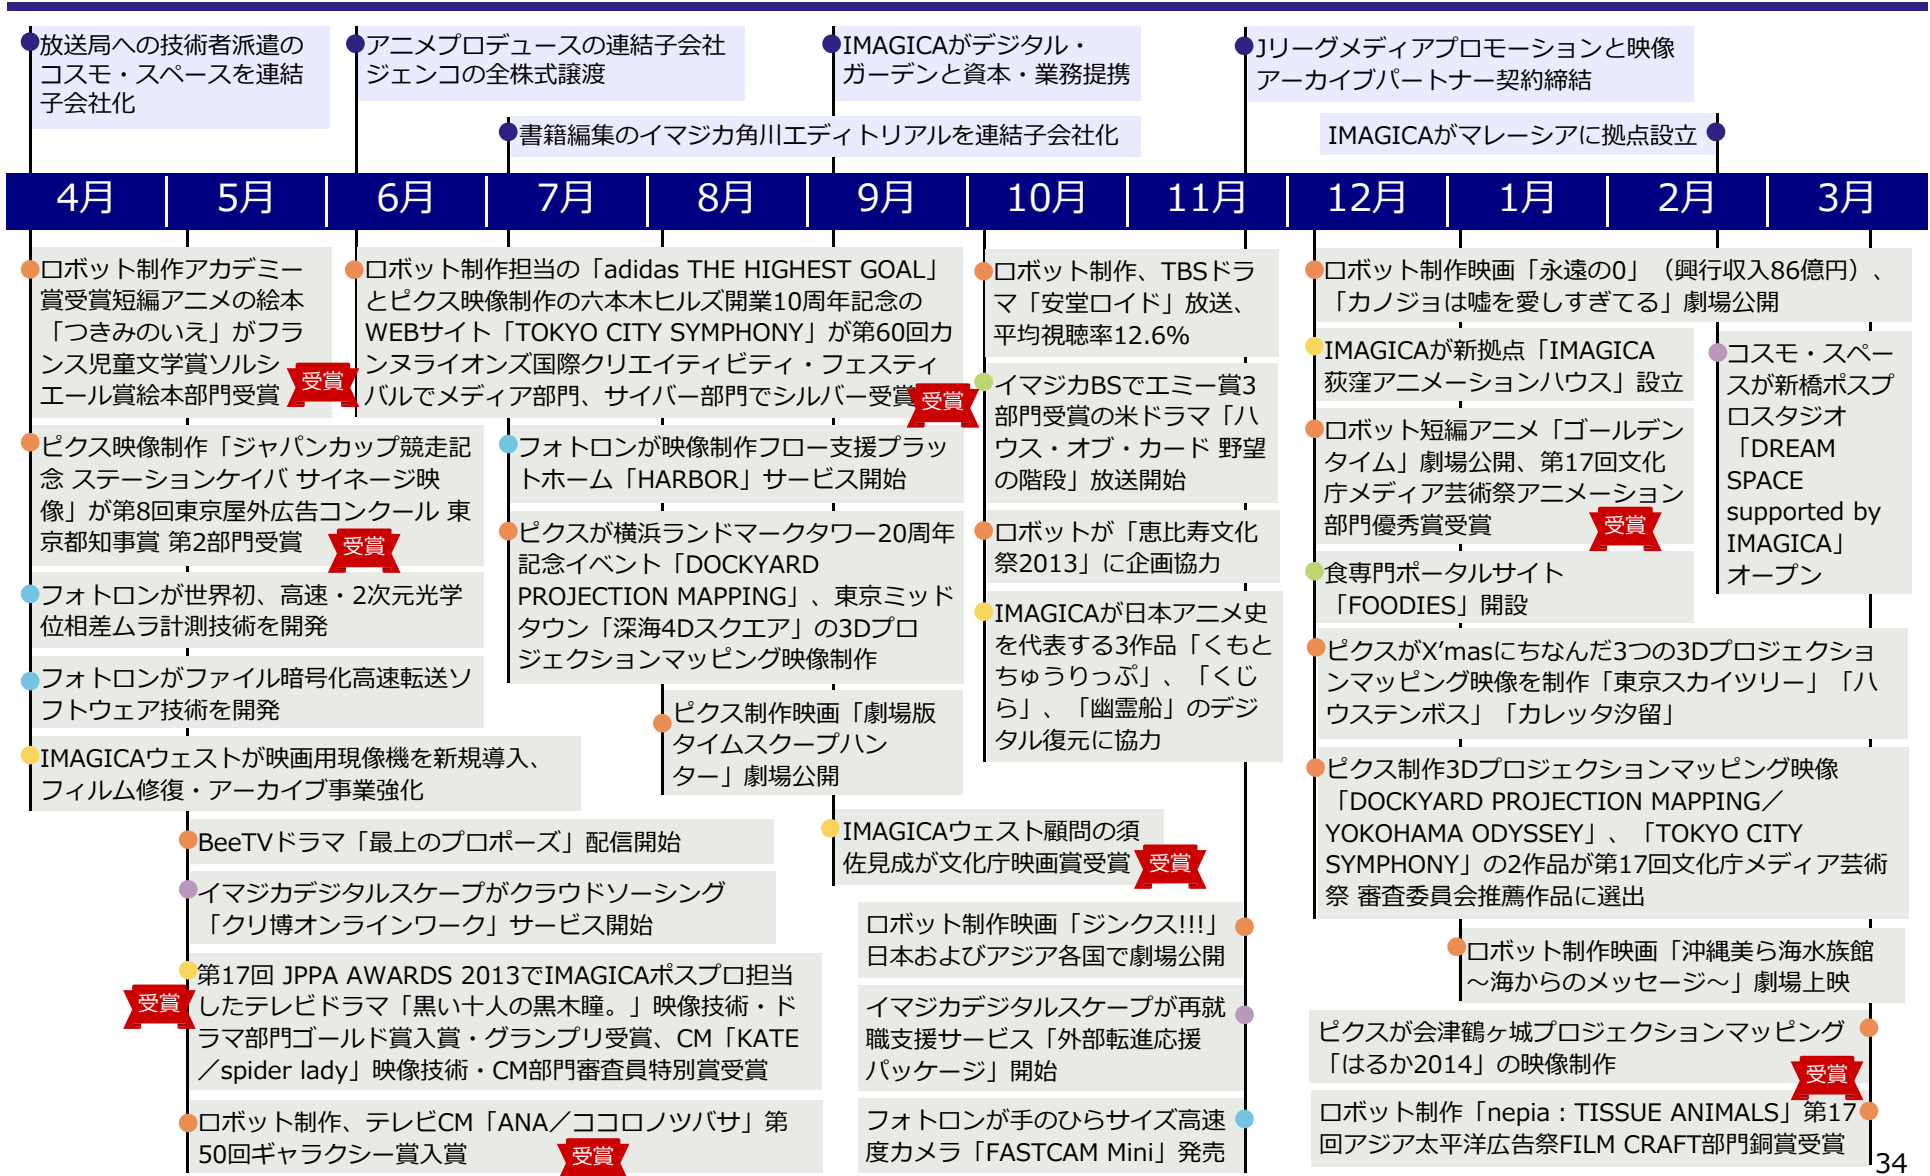 放送局への技術者派遣の
コスモ・スペースを連結
子会社化
アニメプロデュースの連結子会社
ジェンコの全株式譲渡
IMAGICAがデジタル・
ガーデンと資本・業務提携
Jリーグメディアプロモーションと映像
アーカイブパートナー契約締結
書籍編集のイマジカ角川エディトリアルを連結子会社化
IMAGICAがマレーシアに拠点設立
4月 5月 6月 7月 8月 9月 10月 11月 12月 1月 2月 3月
ロボット制作アカデミー
賞受賞短編アニメの絵本
「つきみのいえ」がフラ
ンス児童文学賞ソルシ
エール賞絵本部門受賞
受賞
ピクス映像制作「ジャパンカップ競走記
念 ステーションケイバ サイネージ映
像」が第8回東京屋外広告コンクール 東
京都知事賞 第2部門受賞
受賞
フォトロンが世界初、高速・2次元光学
位相差ムラ計測技術を開発
フォトロンがファイル暗号化高速転送ソ
フトウェア技術を開発
IMAGICAウェストが映画用現像機を新規導入、
フィルム修復・アーカイブ事業強化
BeeTVドラマ「最上のプロポーズ」配信開始
イマジカデジタルスケープがクラウドソーシング
「クリ博オンラインワーク」サービス開始
第17回 JPPA AWARDS 2013でIMAGICAポスプロ担当
したテレビドラマ「黒い十人の黒木瞳。」映像技術・ド
ラマ部門ゴールド賞入賞・グランプリ受賞、CM「KATE
／spider lady」映像技術・CM部門審査員特別賞受賞
受賞
ロボット制作、テレビCM「ANA／ココロノツバサ」第
50回ギャラクシー賞入賞
受賞
ロボット制作担当の「adidas THE HIGHEST GOAL」
とピクス映像制作の六本木ヒルズ開業10周年記念の
WEBサイト「TOKYO CITY SYMPHONY」が第60回カ
ンヌライオンズ国際クリエイティビティ・フェスティ
バルでメディア部門、サイバー部門でシルバー受賞
受賞
フォトロンが映像制作フロー支援プラッ
トホーム「HARBOR」サービス開始
ピクスが横浜ランドマークタワー20周年
記念イベント「DOCKYARD
PROJECTION MAPPING」、東京ミッド
タウン「深海4Dスクエア」の3Dプロ
ジェクションマッピング映像制作
ピクス制作映画「劇場版
タイムスクープハン
ター」劇場公開
IMAGICAウェスト顧問の須
佐見成が文化庁映画賞受賞
受賞
ロボット制作、TBSドラ
マ「安堂ロイド」放送、
平均視聴率12.6%
イマジカBSでエミー賞3
部門受賞の米ドラマ「ハ
ウス・オブ・カード 野望
の階段」放送開始
ロボットが「恵比寿文化
祭2013」に企画協力
IMAGICAが日本アニメ史
を代表する3作品「くもと
ちゅうりっぷ」、「くじ
ら」、「幽霊船」のデジ
タル復元に協力
ロボット制作映画「ジンクス!!!」
日本およびアジア各国で劇場公開
イマジカデジタルスケープが再就
職支援サービス「外部転進応援
パッケージ」開始
フォトロンが手のひらサイズ高速
度カメラ「FASTCAM Mini」発売
ロボット制作映画「永遠の0」（興行収入86億円）、
「カノジョは嘘を愛しすぎてる」劇場公開
IMAGICAが新拠点「IMAGICA
荻窪アニメーションハウス」設立
ロボット短編アニメ「ゴールデン
タイム」劇場公開、第17回文化
庁メディア芸術祭アニメーション
部門優秀賞受賞
受賞
食専門ポータルサイト
「FOODIES」開設
コスモ・スペー
スが新橋ポスプ
ロスタジオ
「DREAM
SPACE
supported by
IMAGICA」
オープン
ピクスがX’masにちなんだ3つの3Dプロジェクショ
ンマッピング映像を制作「東京スカイツリー」「ハ
ウステンボス」「カレッタ汐留」
ピクス制作3Dプロジェクションマッピング映像
「DOCKYARD PROJECTION MAPPING／
YOKOHAMA ODYSSEY」、「TOKYO CITY
SYMPHONY」の2作品が第17回文化庁メディア芸術
祭 審査委員会推薦作品に選出
ロボット制作映画「沖縄美ら海水族館
～海からのメッセージ～」劇場上映
ピクスが会津鶴ヶ城プロジェクションマッピング
「はるか2014」の映像制作
受賞
ロボット制作「nepia：TISSUE ANIMALS」第17
回アジア太平洋広告祭FILM CRAFT部門銅賞受賞
34